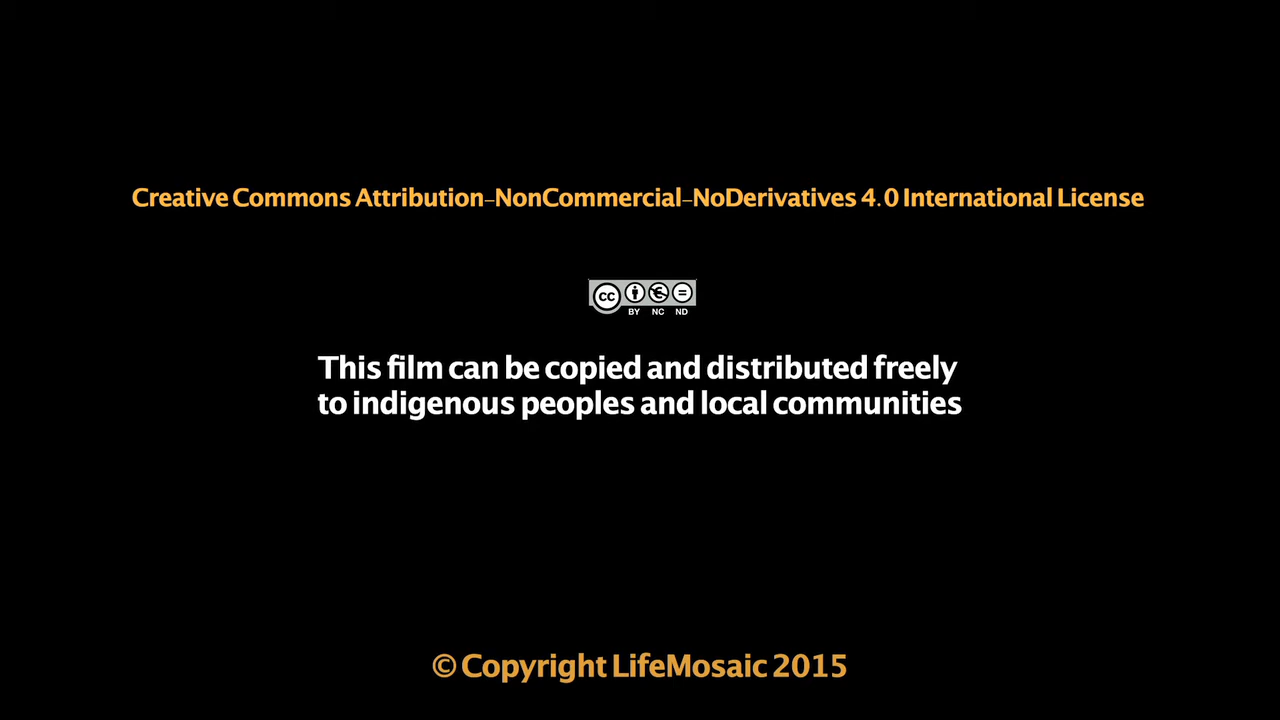 Creative Commons Attribution-NonCommercial-NoDerivatives 4.0 International License
cc
BY NC ND
This film can be copied and distributed freely
to indigenous peoples and local communities
© Copyright LifeMosaic 2015